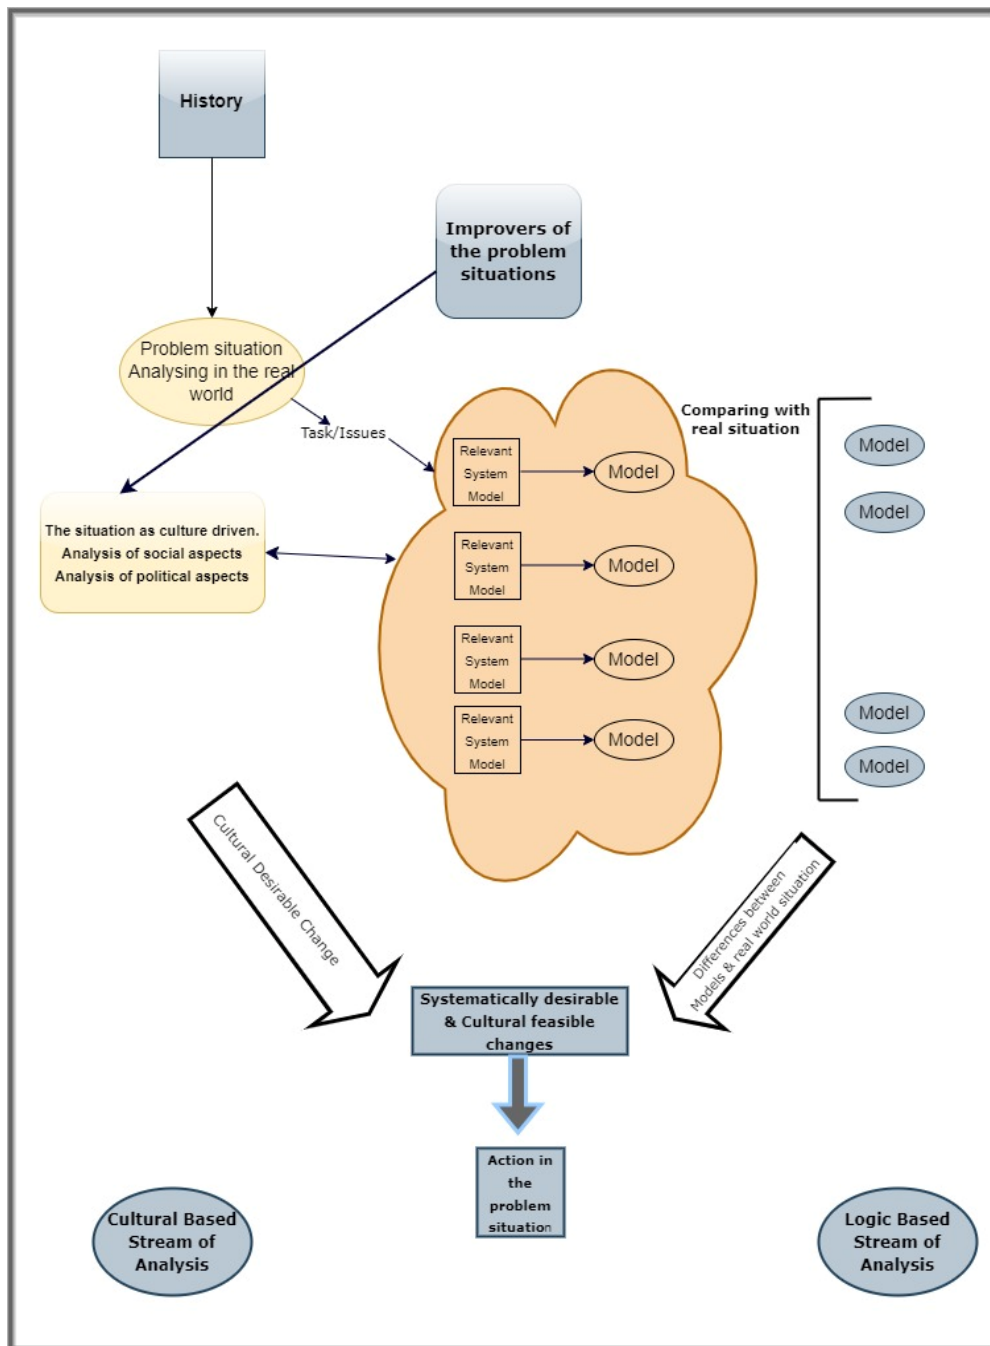 History
Improvers of
the problem
situations
Problem situation
Analysing in the real
world
Task/Issues
Comparing with
real situation
Model
Model
Relevant
System
Model
Model
The situation as culture driven.
Analysis of social aspects
Analysis of political aspects
Relevant
System
Model
Model
Relevant
System
Model
Model
Relevant
System
Model
Model
Model
Model
Cultural Desirable Change
Differences between
Models & real world situation
Systematically desirable
& Cultural feasible
changes
Action in
the
problem
situation
Cultural Based
Stream of
Analysis
Logic Based
Stream of
Analysis